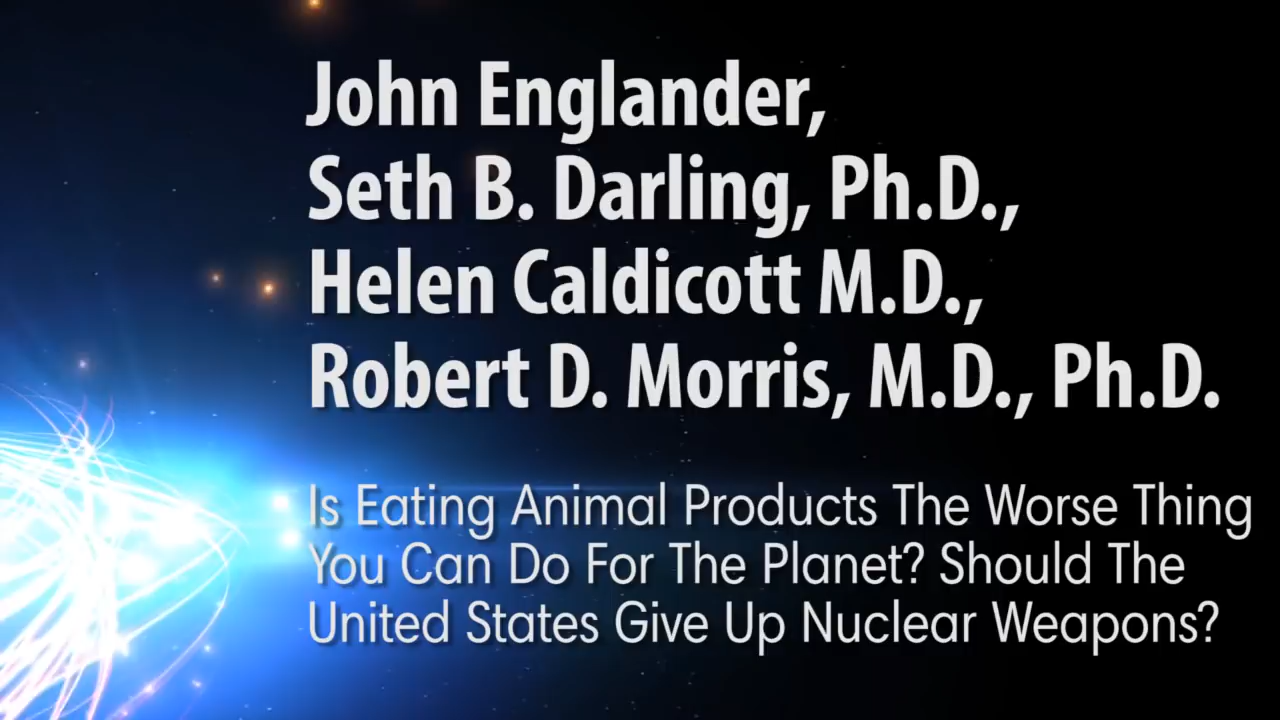 John Englander,
Seth B. Darling, Ph.D.,
Helen Caldicott M.D.,
Robert D. Morris, M.D., Ph.D.
Is Eating Animal Products The Worse Thing
You Can Do For The Planet? Should The
United States Give Up Nuclear Weapons?